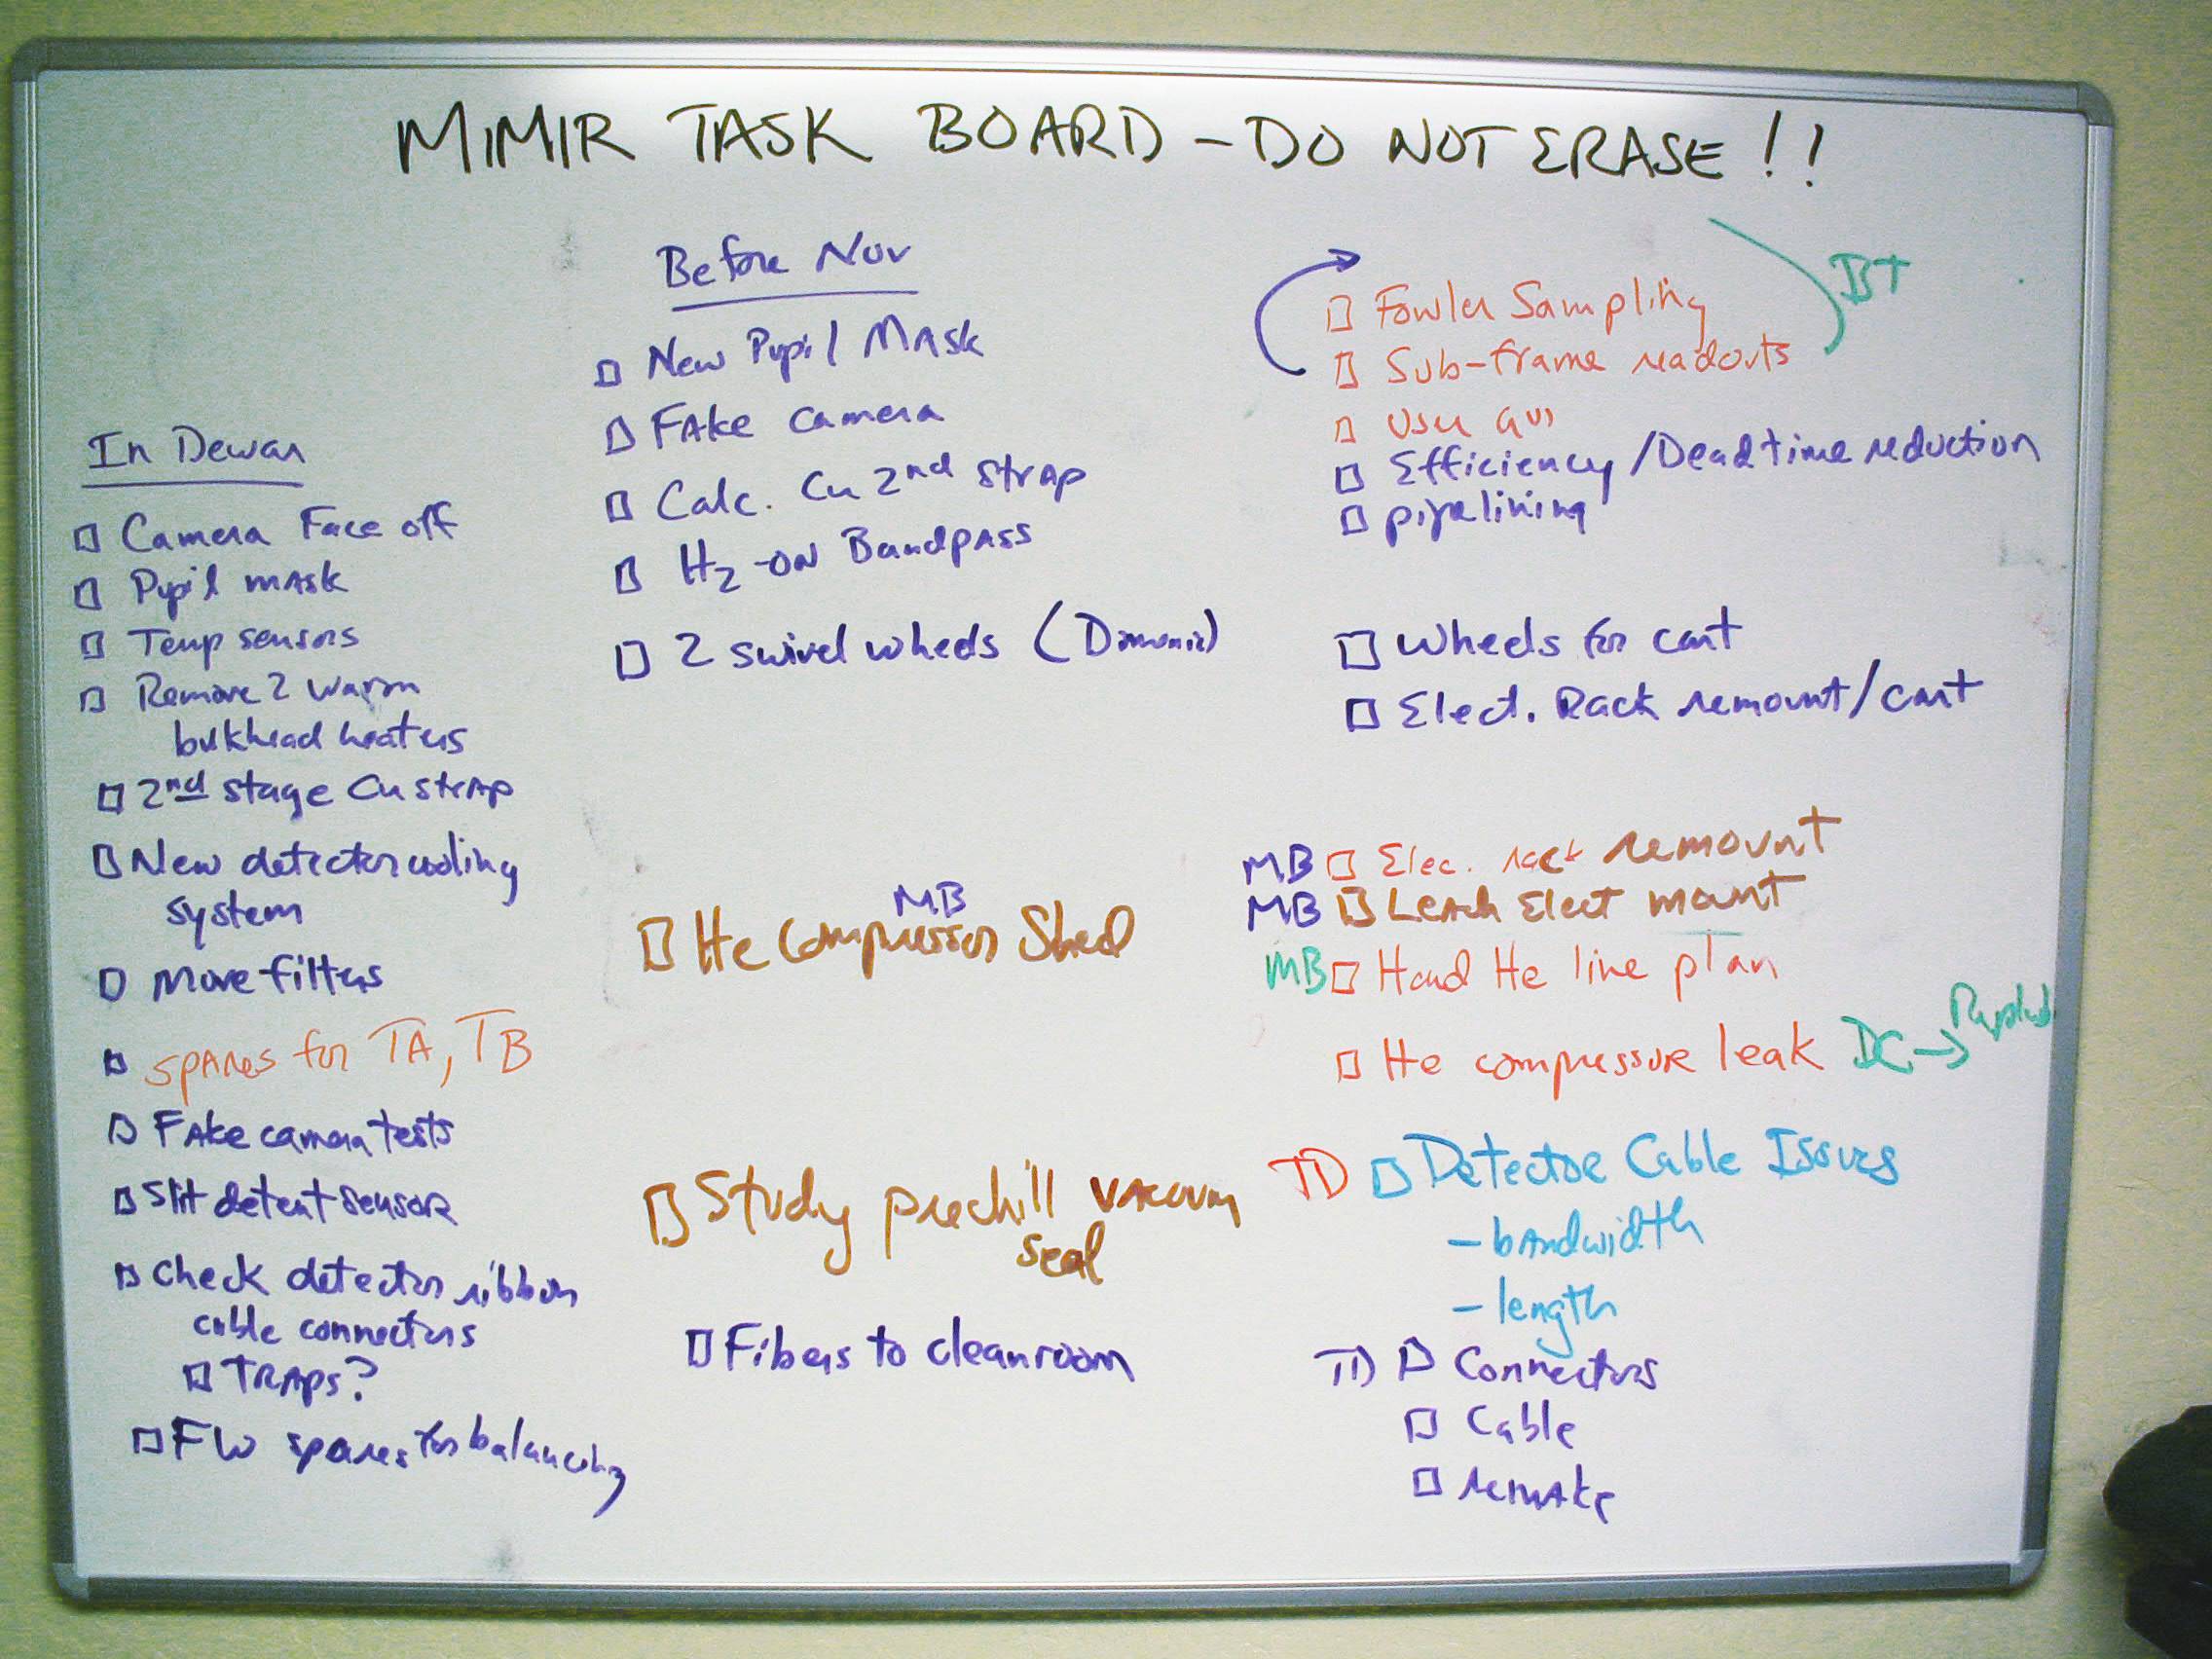 MIMIR TASK BOARD - DO NOT ERASE!!
In Dewar
Camera Face off
Pupil mask
Temp sensors
Remove 2 warm
bulkhead heaters
2nd stage Cu strap
New detector cooling
system
Move filters
spares for TA, TB
Fake camera tests
Slit detent sensor
Check detector ribbon
cable connectors
TRAPS?
FW spares for balancing
Before Nov
New Pupil Mask
Fake camera
Calc. Cu 2nd strap
H2-on Bandpass
2 swivel wheels
MB
He Compressor Shed
Study prechill vacuum
seal
Fibers to cleanroom
BT
Fowler Sampling
Sub-frame readouts
User GUI
Efficiency/Deadtime reduction
pipelining
Wheels for cart
Elect. Rack remount/cart
MB Elec. rack remount
MB Leach Elect mount
MB Hard He line plan
He compressor leak DC →
TD Detector Cable Issues
- bandwidth
- length
TD Connectors
Cable
remake